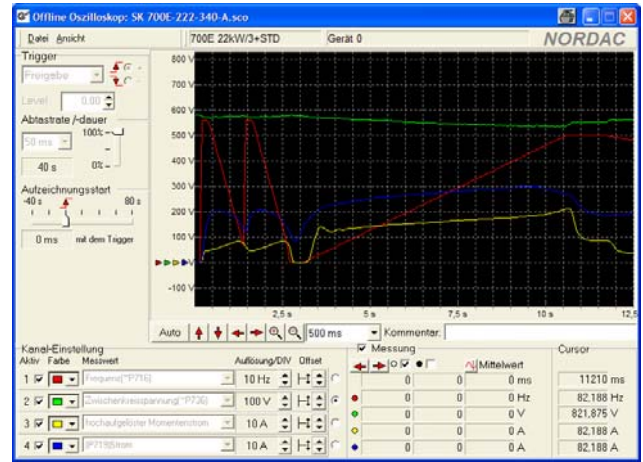 Offline Oszilloskop: SK 700E-222-340-A.sco
Datei Ansicht
700E 22kW/3+STD
Gerät 0
NORDAC
Trigger
Freigabe
Level 0.00
Abtastrate /-dauer
50 ms
100%
40 s
0%
Aufzeichnungsstart
-40 s
80 s
0 ms
mit dem Trigger
800 V
700 V
600 V
500 V
400 V
300 V
200 V
100 V
V
-100 V
2,5 s 5 s 7,5 s 10 s 12,5
Auto
500 ms
Kommentar:
Kanal-Einstellung
Aktiv Farbe Messwert Auflösung/DIV Offset
1 Frequenz(*P716) 10 Hz
2 Zwischenkreisspannung(*P736) 100 V
3 hochaufgelöster Momentenstrom 10 A
4 (P719)Strom 10 A
Messung
Mittelwert
0 0 0 ms
0 0 0 Hz
0 0 0 V
0 0 0 A
0 0 0 A
Cursor
11210 ms
82,188 Hz
821,875 V
82,188 A
82,188 A